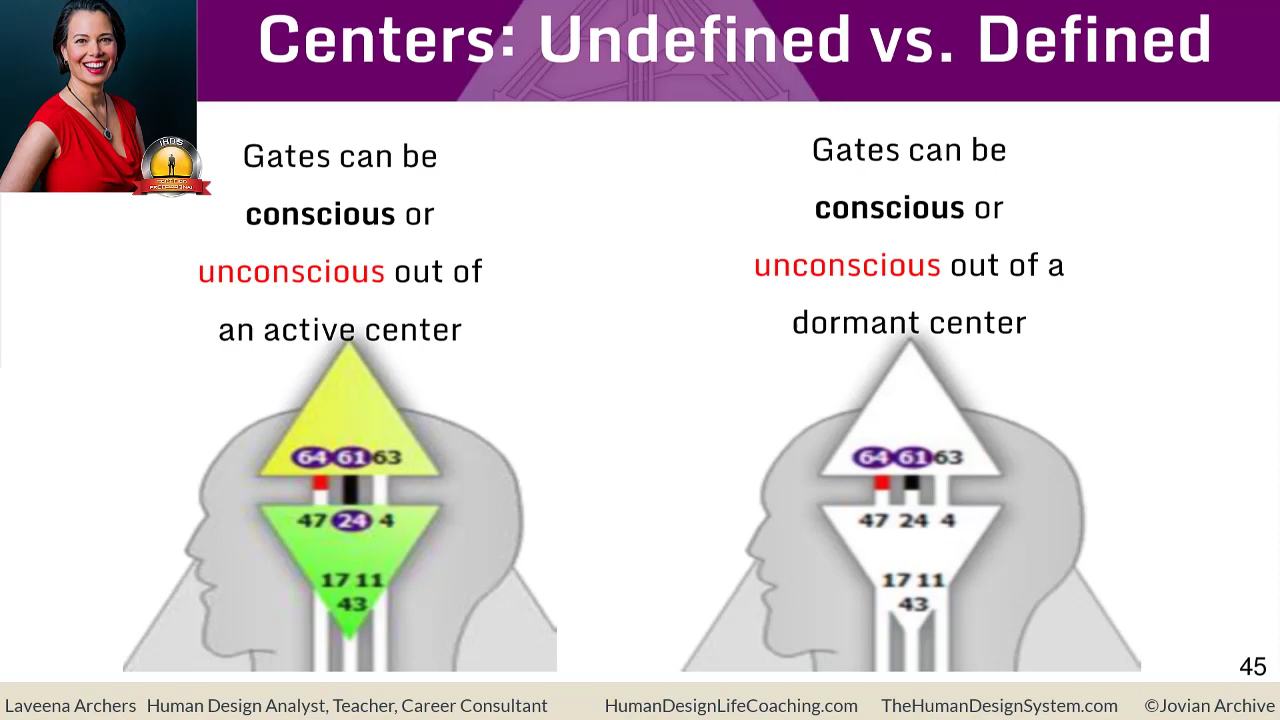 Centers: Undefined vs. Defined
IHDS
Gates can be
conscious or
unconscious out of
an active center
64 61 63
47 24 4
17 11
43
Gates can be
conscious or
unconscious out of a
dormant center
64 61 63
47 24 4
17 11
43
45
Laveena Archers Human Design Analyst, Teacher, Career Consultant HumanDesignLifeCoaching.com TheHumanDesignSystem.com ©Jovian Archive